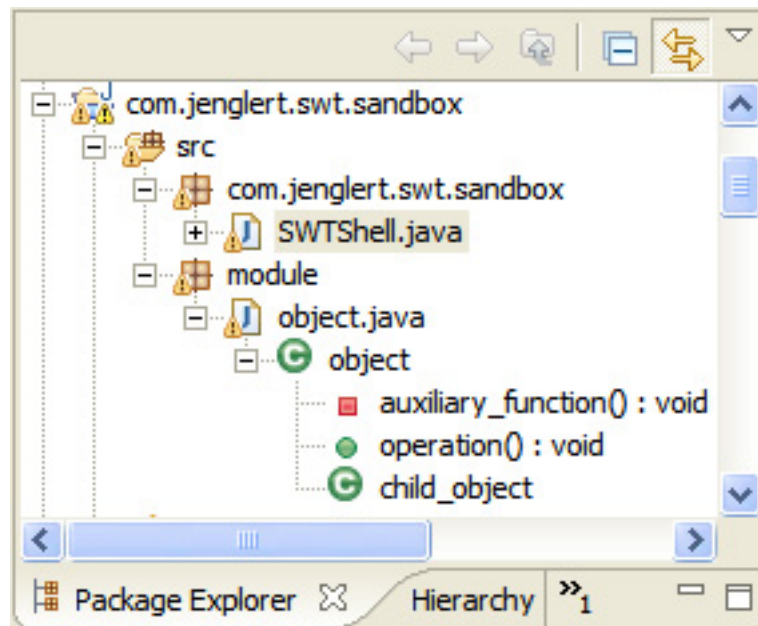 com.jenglert.swt.sandbox
src
com.jenglert.swt.sandbox
SWTShell.java
module
object.java
object
auxiliary_function() : void
operation() : void
child_object
Package Explorer Hierarchy »1